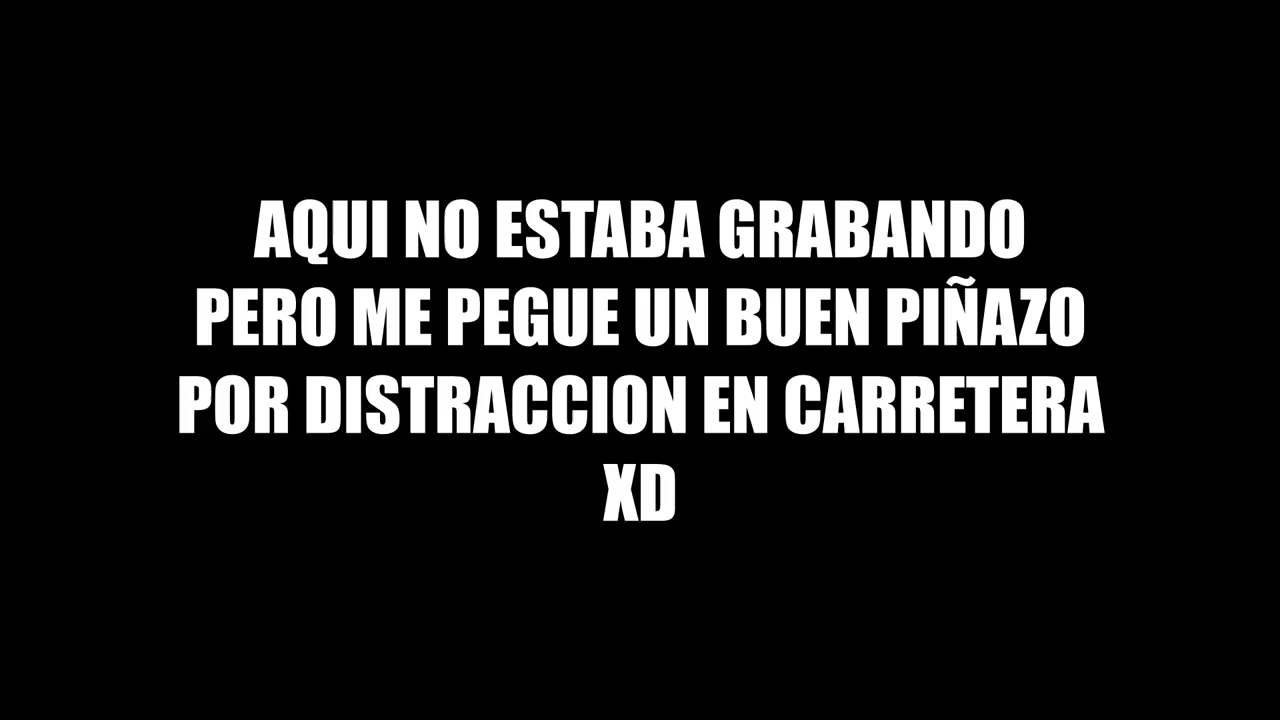 AQUI NO ESTABA GRABANDO
PERO ME PEGUE UN BUEN PIÑAZO
POR DISTRACCION EN CARRETERA
XD